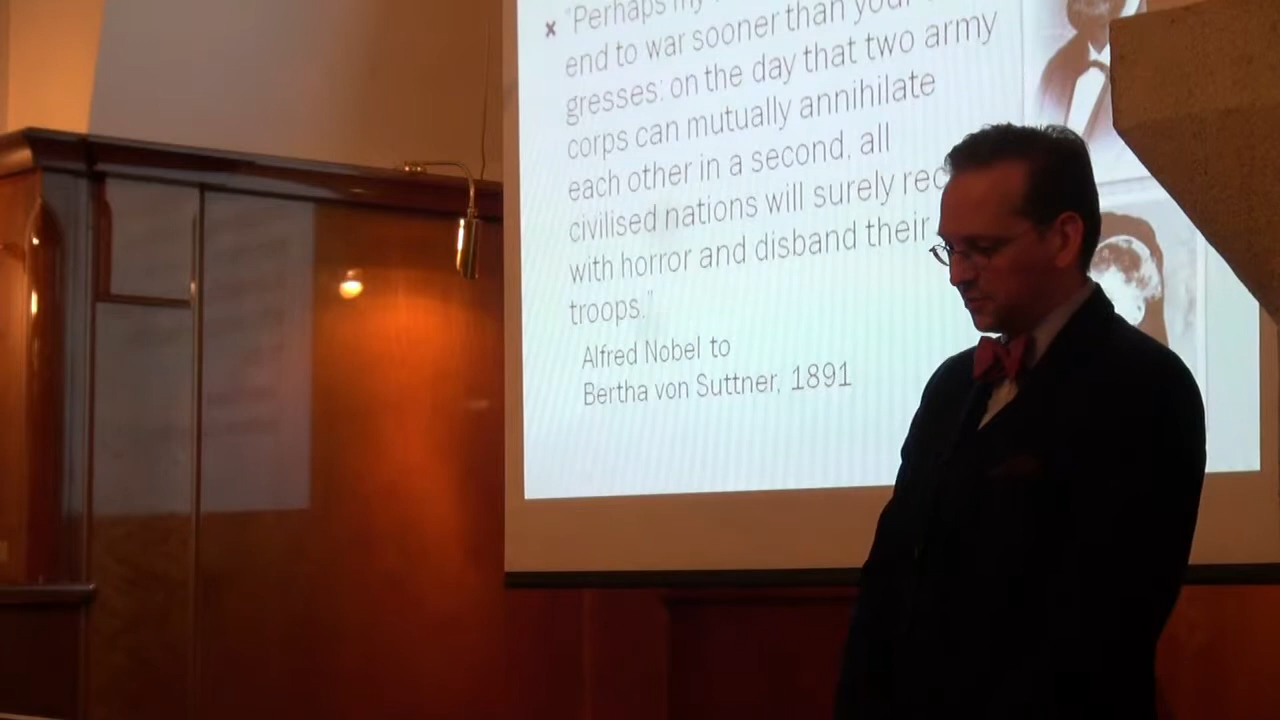 "Perhaps my
end to war sooner than your
gresses: on the day that two army
corps can mutually annihilate
each other in a second, all
civilised nations will surely rec
with horror and disband their
troops."
Alfred Nobel to
Bertha von Suttner, 1891